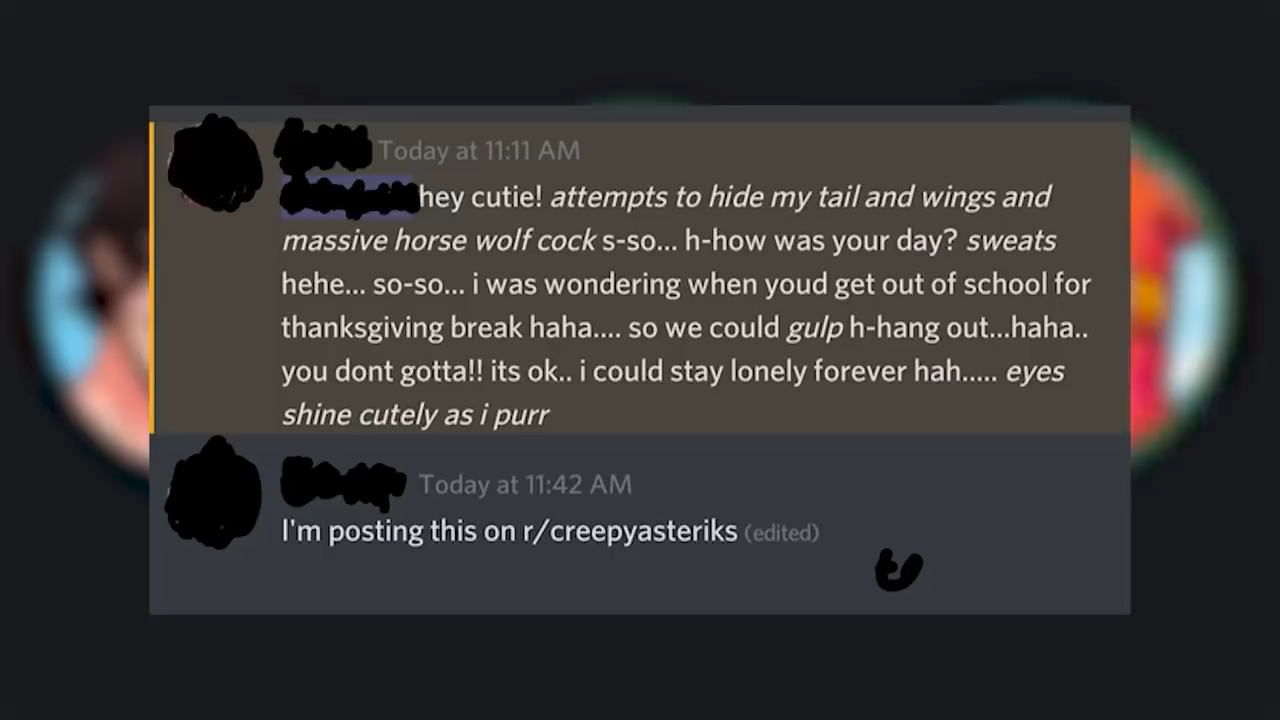 Today at 11:11 AM
hey cutie! attempts to hide my tail and wings and
massive horse wolf cock s-so... h-how was your day? sweats
hehe... so-so... i was wondering when youd get out of school for
thanksgiving break haha.... so we could gulp h-hang out...haha..
you dont gotta!! its ok.. i could stay lonely forever hah..... eyes
shine cutely as i purr
Today at 11:42 AM
I'm posting this on r/creepyasteriks (edited)